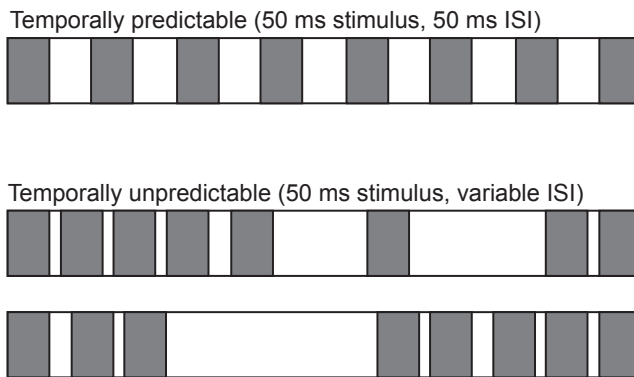 Temporally predictable (50 ms stimulus, 50 ms ISI)
Temporally unpredictable (50 ms stimulus, variable ISI)